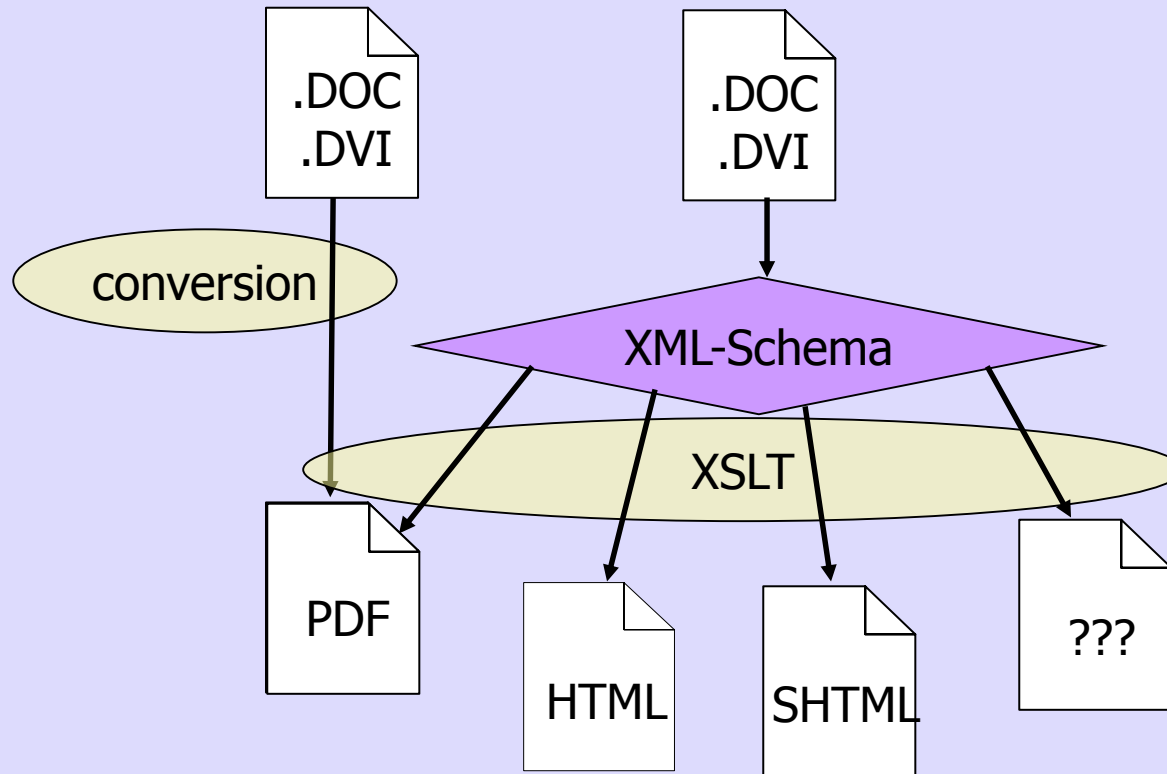 .DOC
.DVI
.DOC
.DVI
conversion
XML-Schema
XSLT
PDF
HTML
SHTML
???